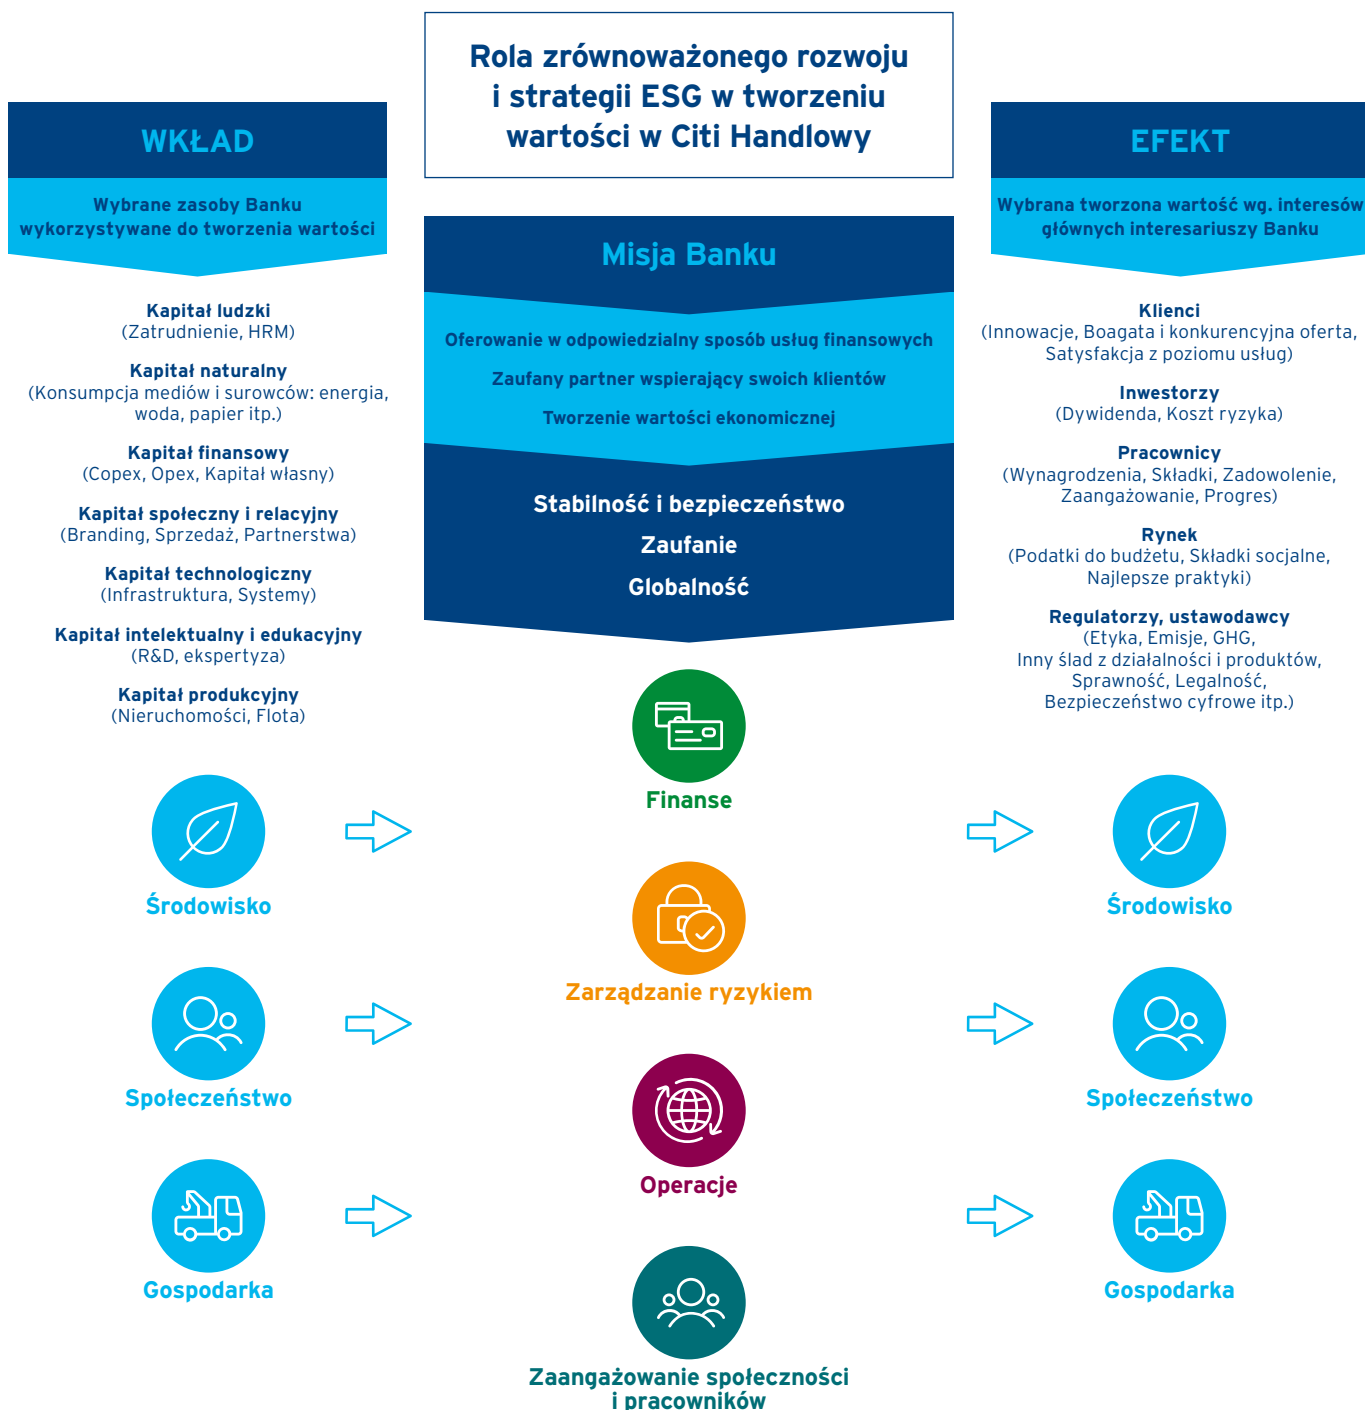 Rola zrównoważonego rozwoju
i strategii ESG w tworzeniu
wartości w Citi Handlowy
WKŁAD
Wybrane zasoby Banku
wykorzystywane do tworzenia wartości
Kapitał ludzki
(Zatrudnienie, HRM)
Kapitał naturalny
(Konsumpcja mediów i surowców: energia,
woda, papier itp.)
Kapitał finansowy
(Copex, Opex, Kapitał własny)
Kapitał społeczny i relacyjny
(Branding, Sprzedaż, Partnerstwa)
Kapitał technologiczny
(Infrastruktura, Systemy)
Kapitał intelektualny i edukacyjny
(R&D, ekspertyza)
Kapitał produkcyjny
(Nieruchomości, Flota)
Środowisko
Społeczeństwo
Gospodarka
Misja Banku
Oferowanie w odpowiedzialny sposób usług finansowych
Zaufany partner wspierający swoich klientów
Tworzenie wartości ekonomicznej
Stabilność i bezpieczeństwo
Zaufanie
Globalność
Finanse
Zarządzanie ryzykiem
Operacje
Zaangażowanie społeczności
i pracowników
EFEKT
Wybrana tworzona wartość wg. interesów
głównych interesariuszy Banku
Klienci
(Innowacje, Boagata i konkurencyjna oferta,
Satysfakcja z poziomu usług)
Inwestorzy
(Dywidenda, Koszt ryzyka)
Pracownicy
(Wynagrodzenia, Składki, Zadowolenie,
Zaangażowanie, Progres)
Rynek
(Podatki do budżetu, Składki socjalne,
Najlepsze praktyki)
Regulatorzy, ustawodawcy
(Etyka, Emisje, GHG,
Inny ślad z działalności i produktów,
Sprawność, Legalność,
Bezpieczeństwo cyfrowe itp.)
Środowisko
Społeczeństwo
Gospodarka